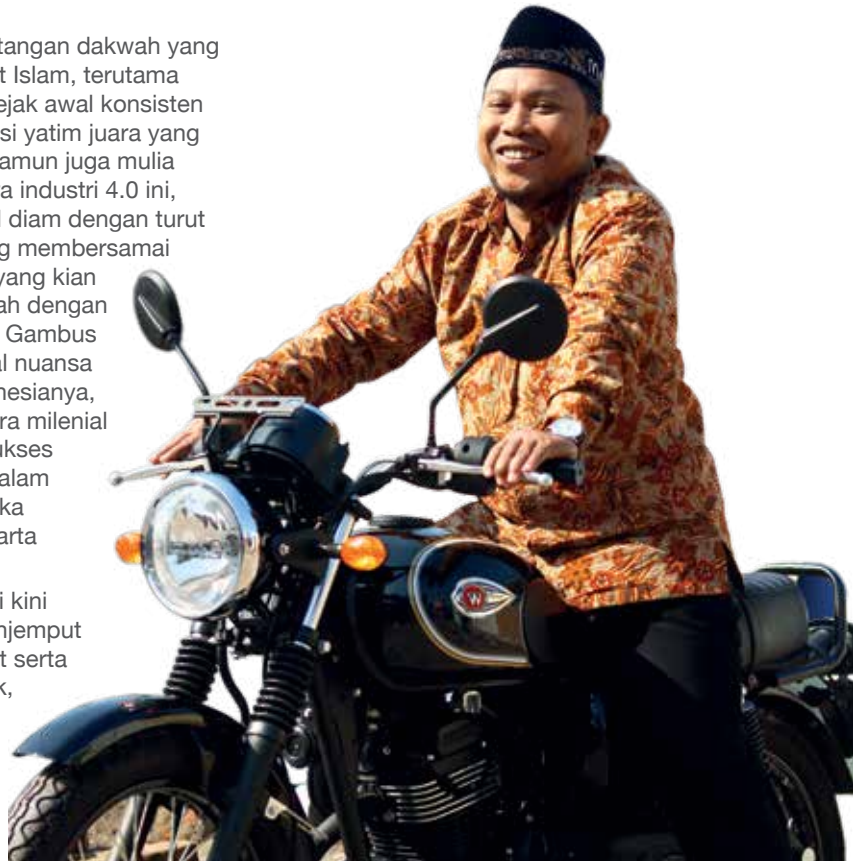 tangan dakwah yang
t Islam, terutama
ejak awal konsisten
si yatim juara yang
amun juga mulia
a industri 4.0 ini,
l diam dengan turut
g membersamai
yang kian
ah dengan
Gambus
al nuansa
nesianya,
ra milenial
ukses
alam
ka
arta
i kini
njemput
t serta
k,
W